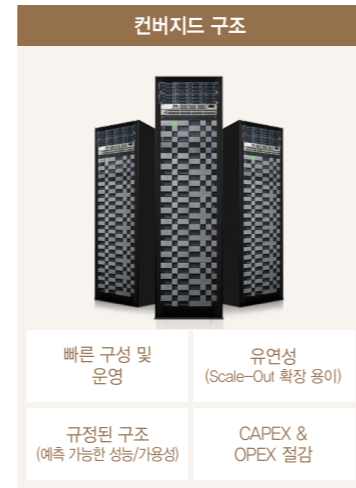 컨버지드 구조
빠른 구성 및
운영
유연성
(Scale-Out 확장 용이)
규정된 구조
(예측 가능한 성능/가용성)
CAPEX &
OPEX 절감